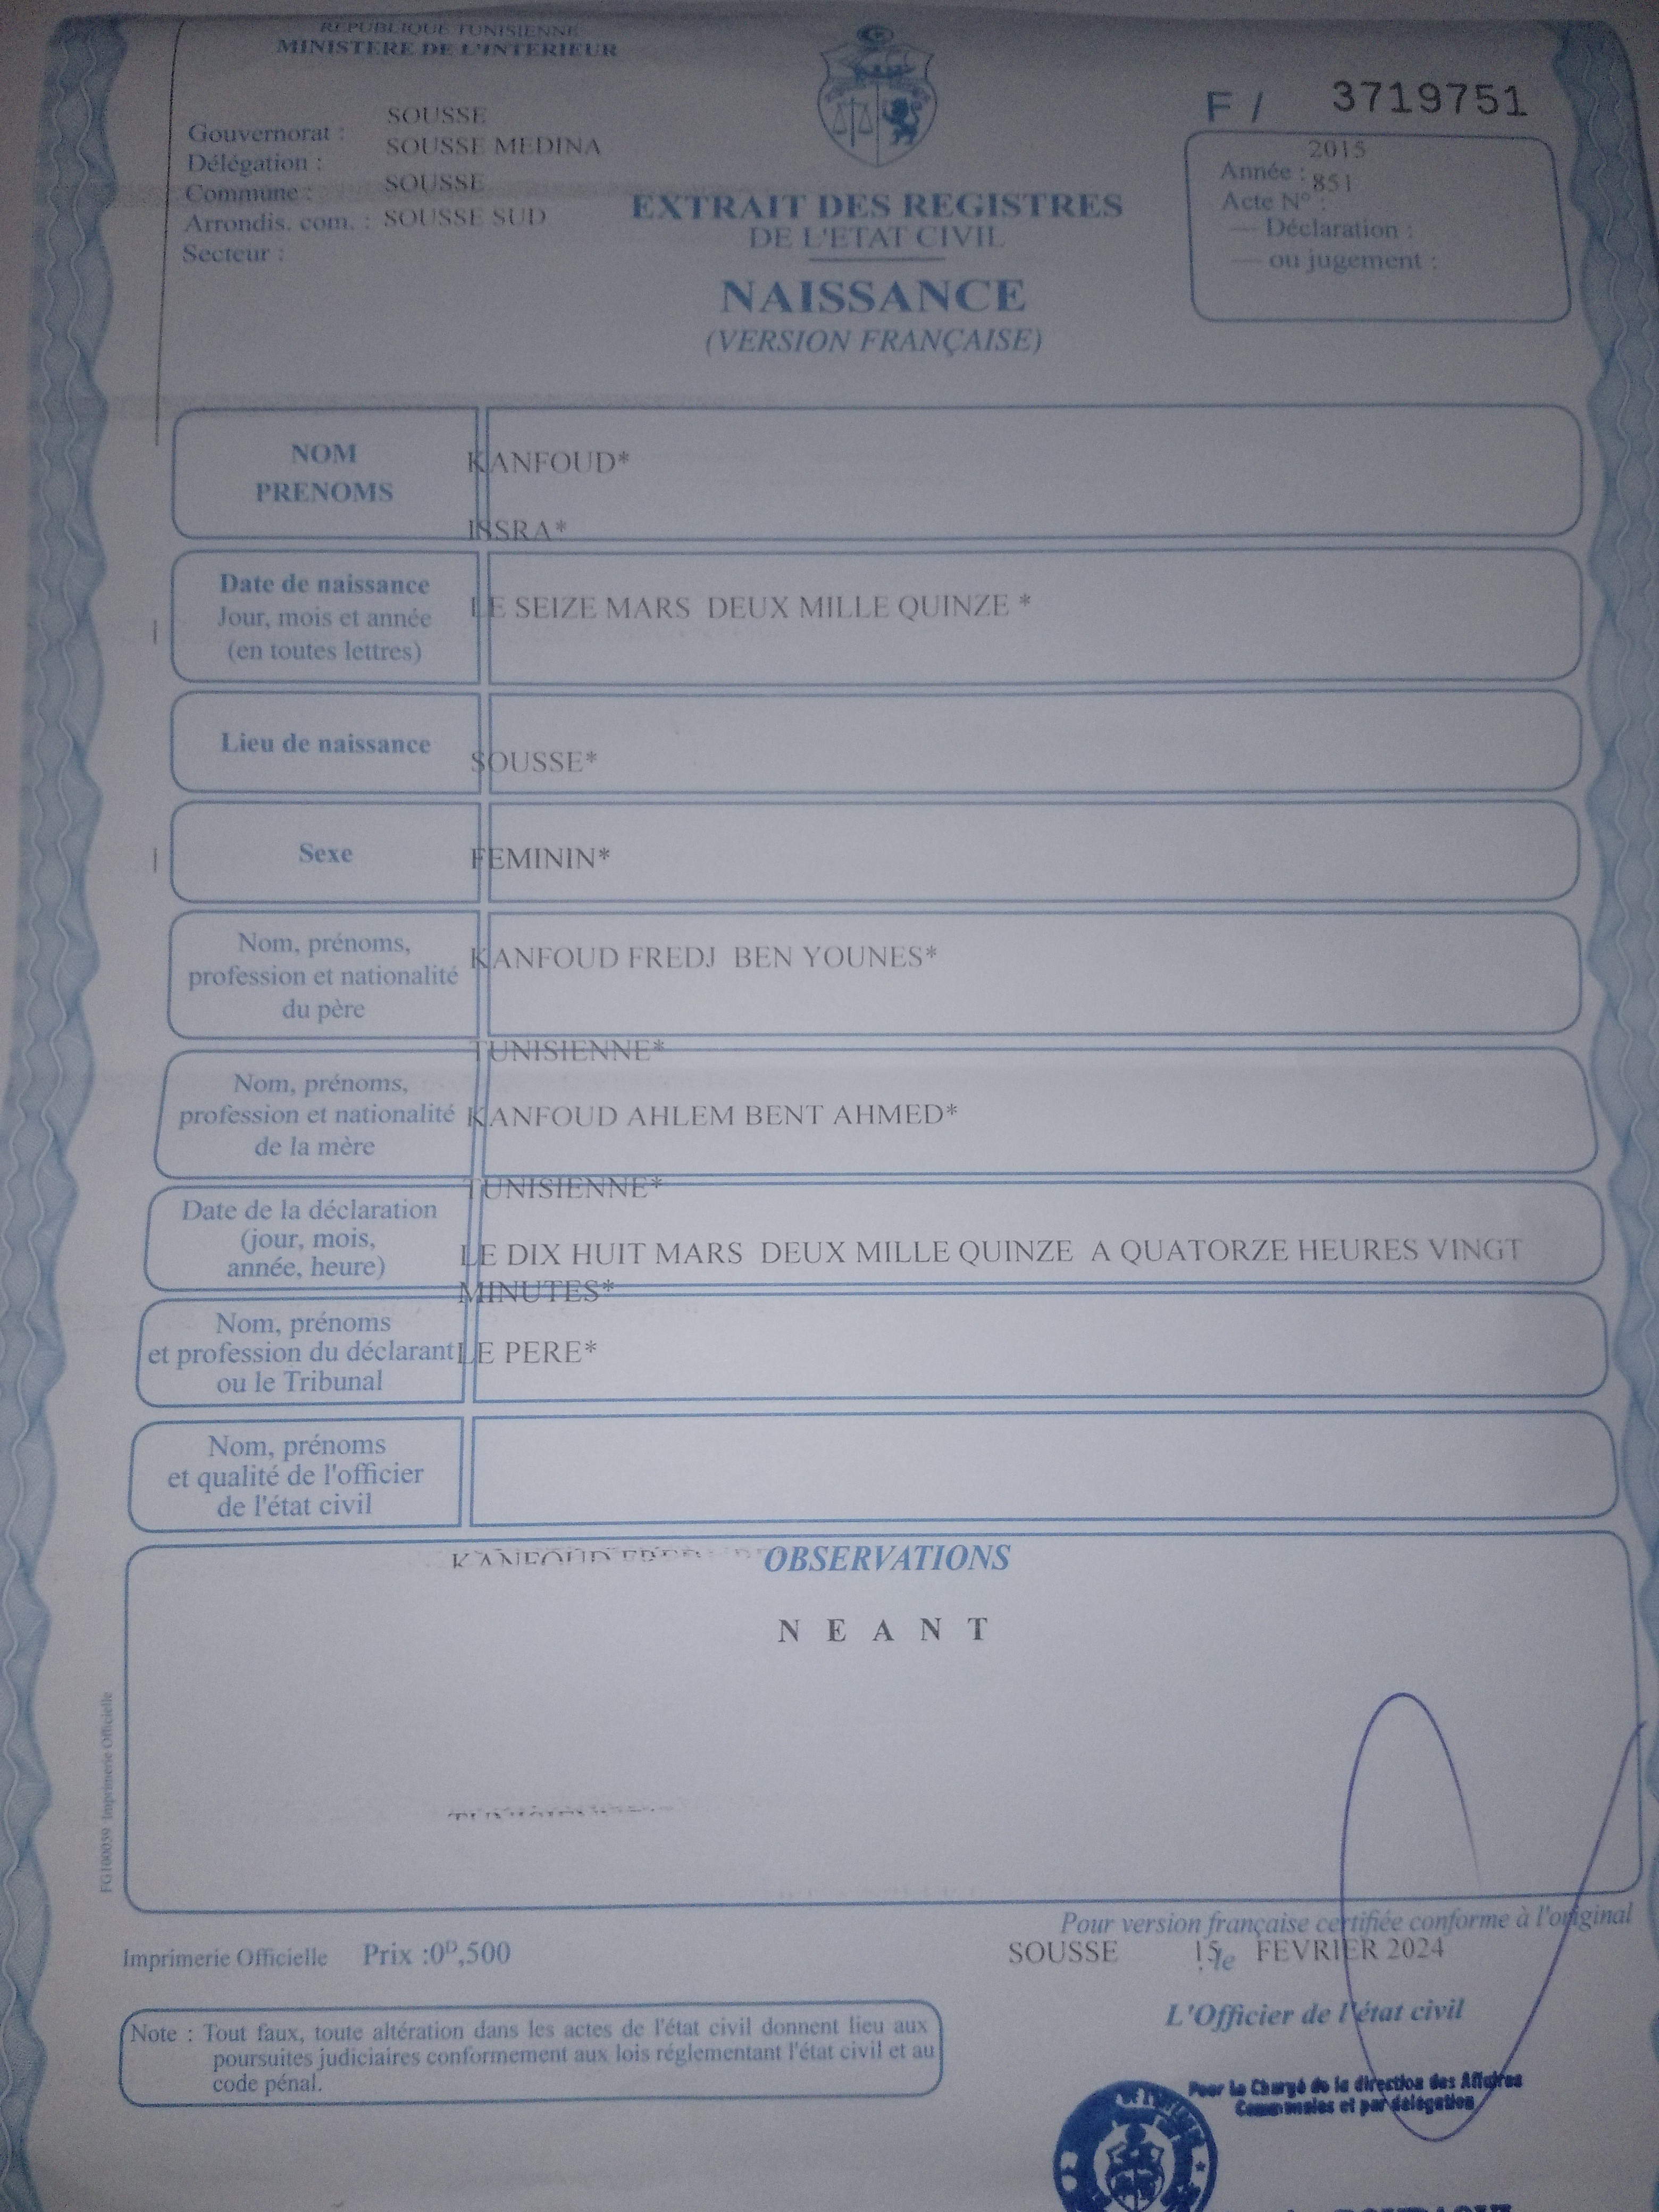 REPUBLIQUE TUNISIENNE
MINISTERE DE L'INTERIEUR
Gouvernorat : SOUSSE
Délégation : SOUSSE MEDINA
Commune : SOUSSE
Arrondis. com. : SOUSSE SUD
Secteur :
EXTRAIT DES REGISTRES
DE L'ETAT CIVIL
NAISSANCE
(VERSION FRANÇAISE)
F / 3719751
Année : 2015
Acte N° : 851
— Déclaration :
— ou jugement :
NOM
PRENOMS
KANFOUD*
ISSRA*
Date de naissance
Jour, mois et année
(en toutes lettres)
LE SEIZE MARS DEUX MILLE QUINZE *
Lieu de naissance
SOUSSE*
Sexe
FEMININ*
Nom, prénoms,
profession et nationalité
du père
KANFOUD FREDJ BEN YOUNES*
TUNISIENNE*
Nom, prénoms,
profession et nationalité
de la mère
KANFOUD AHLEM BENT AHMED*
TUNISIENNE*
Date de la déclaration
(jour, mois,
année, heure)
LE DIX HUIT MARS DEUX MILLE QUINZE A QUATORZE HEURES VINGT
MINUTES*
Nom, prénoms
et profession du déclarant
ou le Tribunal
LE PERE*
Nom, prénoms
et qualité de l'officier
de l'état civil
KANFOUD
OBSERVATIONS
N E A N T
FG100039 Imprimerie Officielle
Pour version française certifiée conforme à l'original
Imprimerie Officielle Prix :0ᴰ,500
SOUSSE 15 le FEVRIER 2024
L'Officier de l'état civil
Note : Tout faux, toute altération dans les actes de l'état civil donnent lieu aux
poursuites judiciaires conformement aux lois réglementant l'état civil et au
code pénal.
Pour Le Chargé de la direction des Affaires
Communales et par délégation